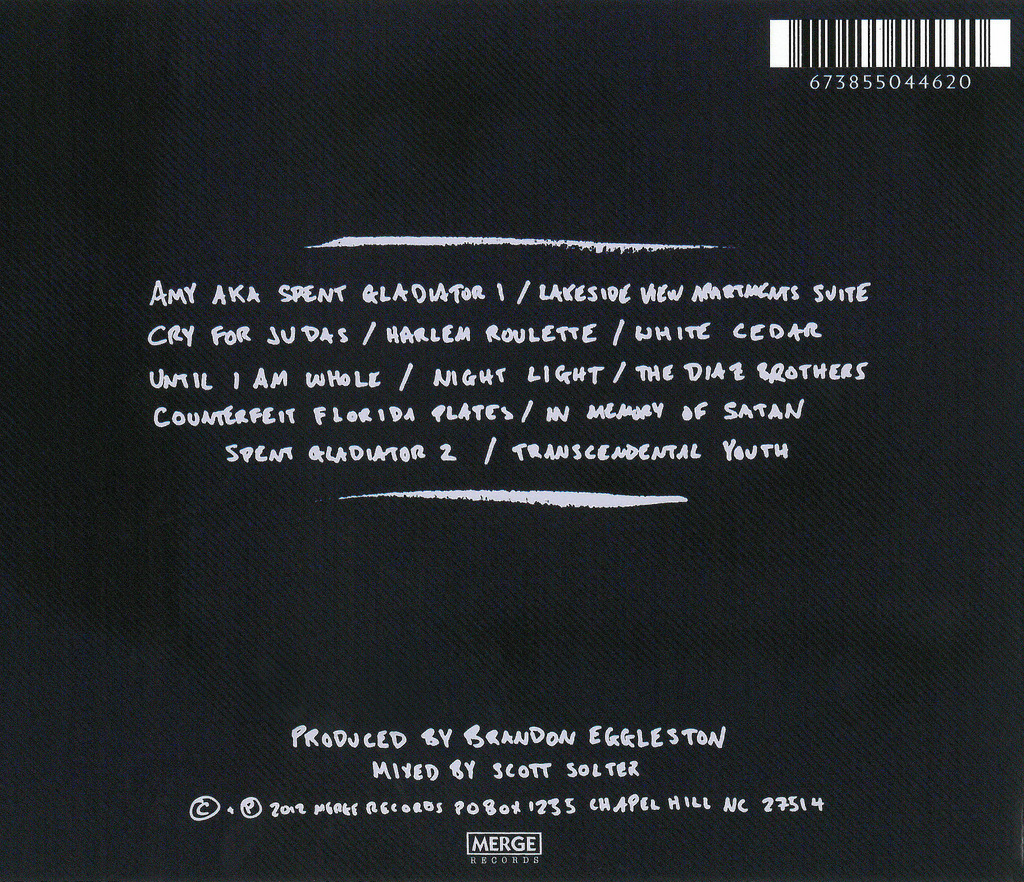 673855044620
AMY AKA SPENT GLADIATOR 1 / LAKESIDE VIEW APARTMENTS SUITE
CRY FOR JUDAS / HARLEM ROULETTE / WHITE CEDAR
UNTIL I AM WHOLE / NIGHT LIGHT / THE DIAZ BROTHERS
COUNTERFEIT FLORIDA PLATES / IN MEMORY OF SATAN
SPENT GLADIATOR 2 / TRANSCENDENTAL YOUTH
PRODUCED BY BRANDON EGGLESTON
MIXED BY SCOTT SOLTER
© . ℗ 2012 MERGE RECORDS PO BOX 1235 CHAPEL HILL NC 27514
MERGE
RECORDS